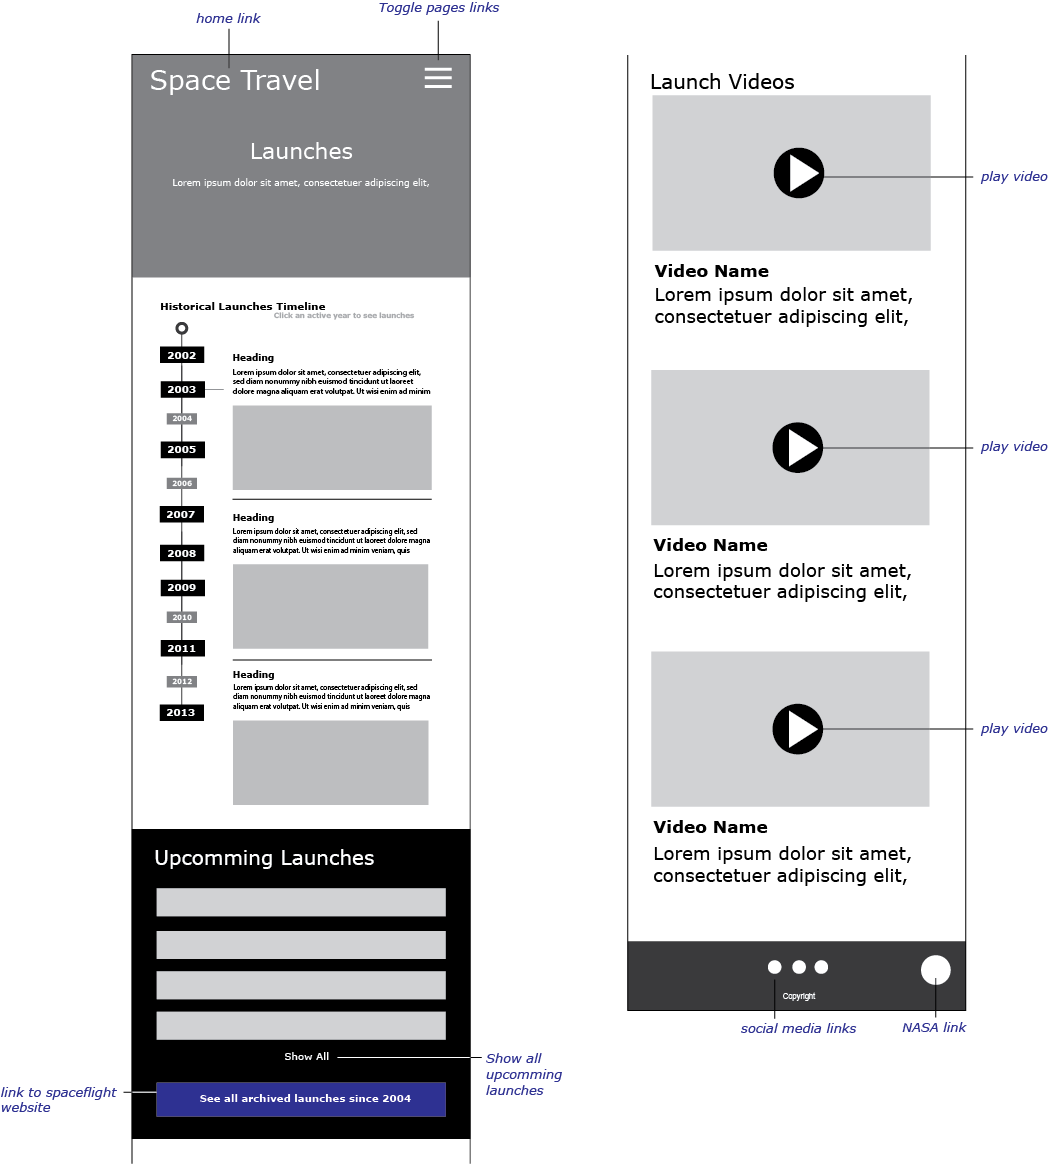 home link
Toggle pages links
Space Travel
Launches
Lorem ipsum dolor sit amet, consectetuer adipiscing elit,
Historical Launches Timeline
Click an active year to see launches
2002
2003
2004
2005
2006
2007
2008
2009
2010
2011
2012
2013
Heading
Lorem ipsum dolor sit amet, consectetuer adipiscing elit,
sed diam nonummy nibh euismod tincidunt ut laoreet
dolore magna aliquam erat volutpat. Ut wisi enim ad minim
Heading
Lorem ipsum dolor sit amet, consectetuer adipiscing elit, sed
diam nonummy nibh euismod tincidunt ut laoreet dolore magna
aliquam erat volutpat. Ut wisi enim ad minim veniam, quis
Heading
Lorem ipsum dolor sit amet, consectetuer adipiscing elit, sed
diam nonummy nibh euismod tincidunt ut laoreet dolore magna
aliquam erat volutpat. Ut wisi enim ad minim veniam, quis
Upcomming Launches
Show All
Show all
upcomming
launches
link to spaceflight
website
See all archived launches since 2004
Launch Videos
play video
Video Name
Lorem ipsum dolor sit amet,
consectetuer adipiscing elit,
play video
Video Name
Lorem ipsum dolor sit amet,
consectetuer adipiscing elit,
play video
Video Name
Lorem ipsum dolor sit amet,
consectetuer adipiscing elit,
Copyright
social media links
NASA link